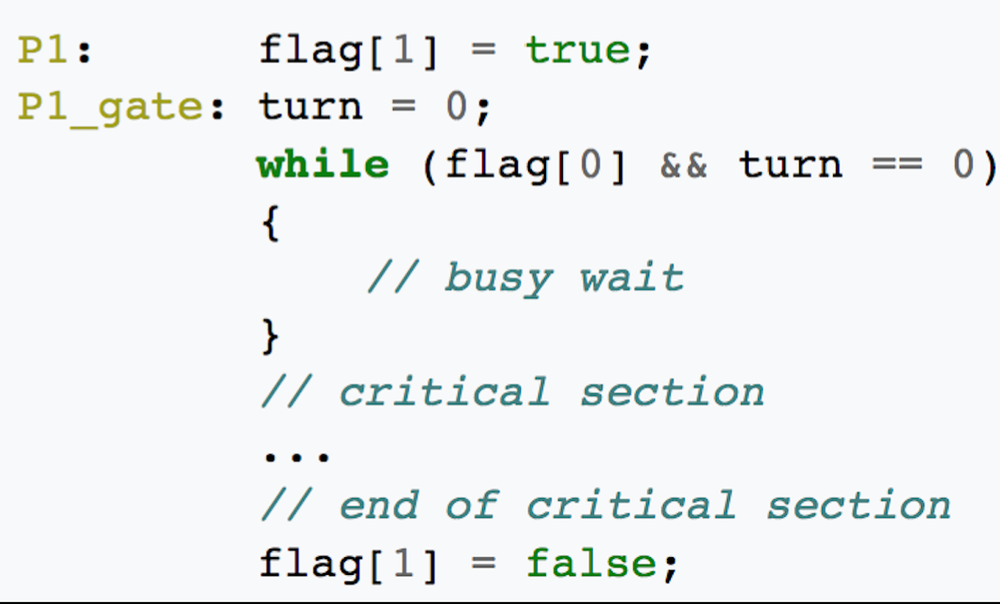 P1:      flag[1] = true;
P1_gate: turn = 0;
         while (flag[0] && turn == 0)
         {
             // busy wait
         }
         // critical section
         ...
         // end of critical section
         flag[1] = false;